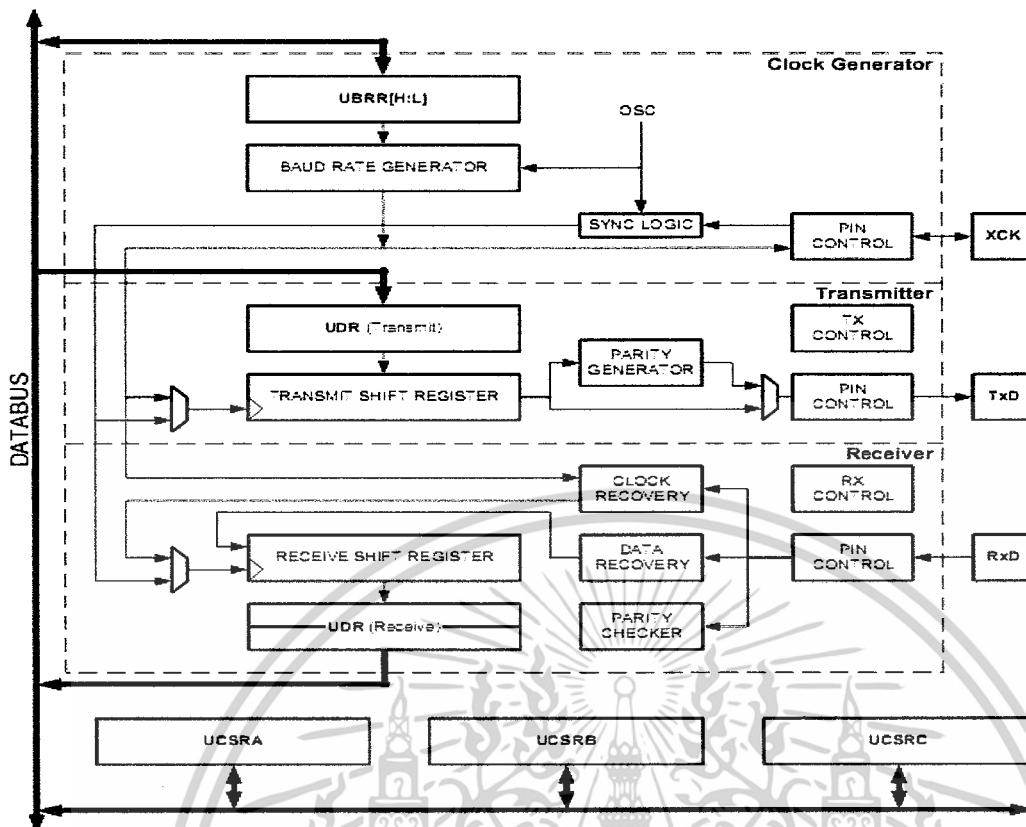 Clock Generator
UBRR[H:L]
OSC
BAUD RATE GENERATOR
SYNC LOGIC
PIN
CONTROL
XCK
Transmitter
TX
CONTROL
UDR (Transmit)
PARITY
GENERATOR
TRANSMIT SHIFT REGISTER
PIN
CONTROL
TxD
DATABUS
Receiver
CLOCK
RECOVERY
RX
CONTROL
RECEIVE SHIFT REGISTER
DATA
RECOVERY
PIN
CONTROL
RxD
UDR (Receive)
PARITY
CHECKER
UCSRA
UCSRB
UCSRC